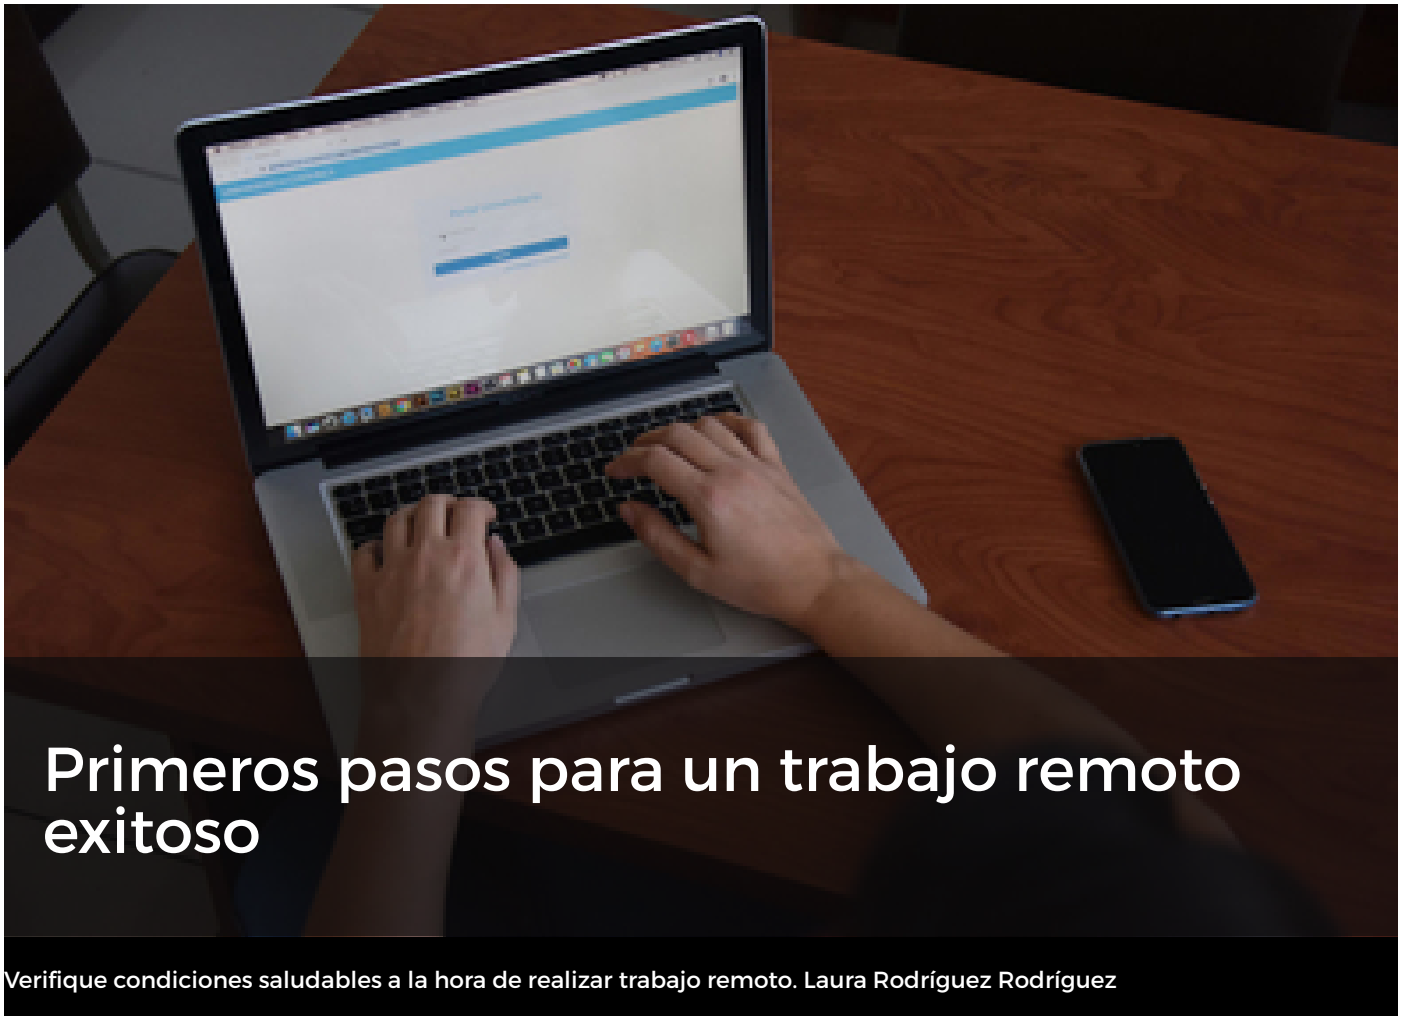 Primeros pasos para un trabajo remoto
exitoso
Verifique condiciones saludables a la hora de realizar trabajo remoto. Laura Rodríguez Rodríguez